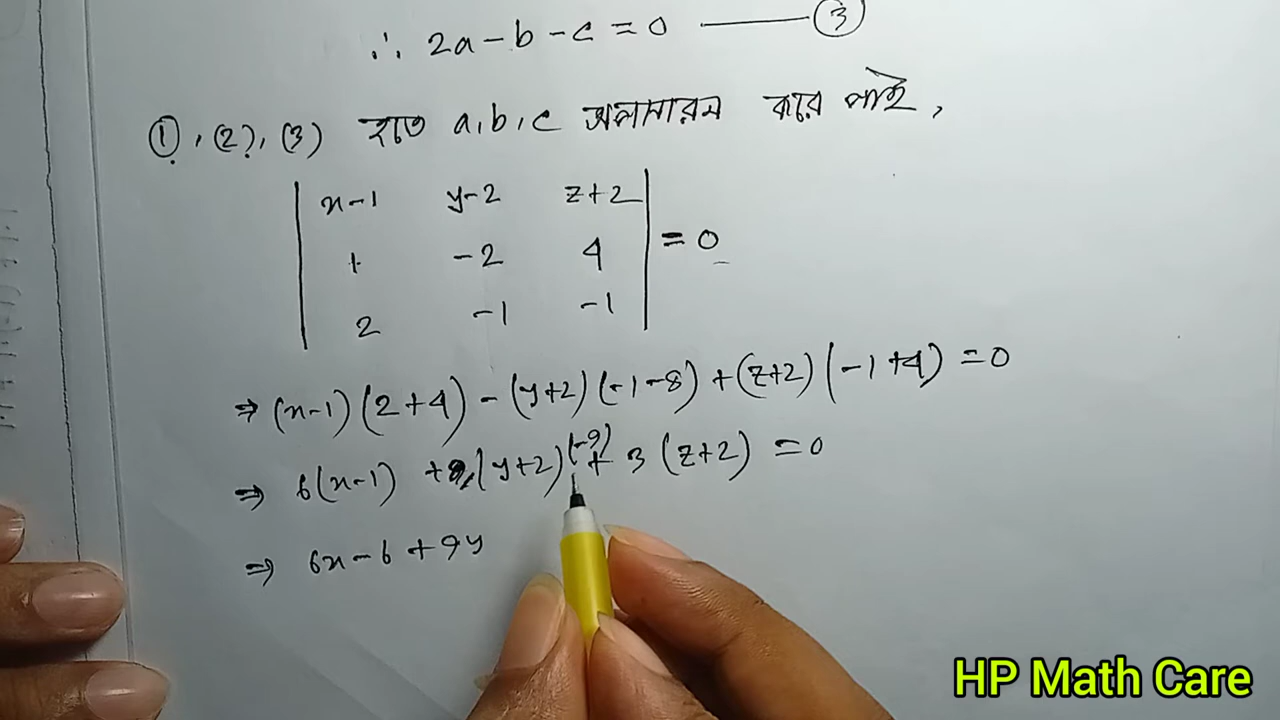 ∴ 2a - b - c = 0 ——— (3)
(1), (2), (3) হতে a, b, c অপসারন করে পাই,
| x-1 y-2 z+2 |
| 1 -2 4 | = 0
| 2 -1 -1 |
⇒ (x-1)(2+4) - (y+2)(-1-8) + (z+2)(-1+4) = 0
⇒ 6(x-1) + 9(y+2)(-9) + 3(z+2) = 0
⇒ 6x - 6 + 9y
HP Math Care